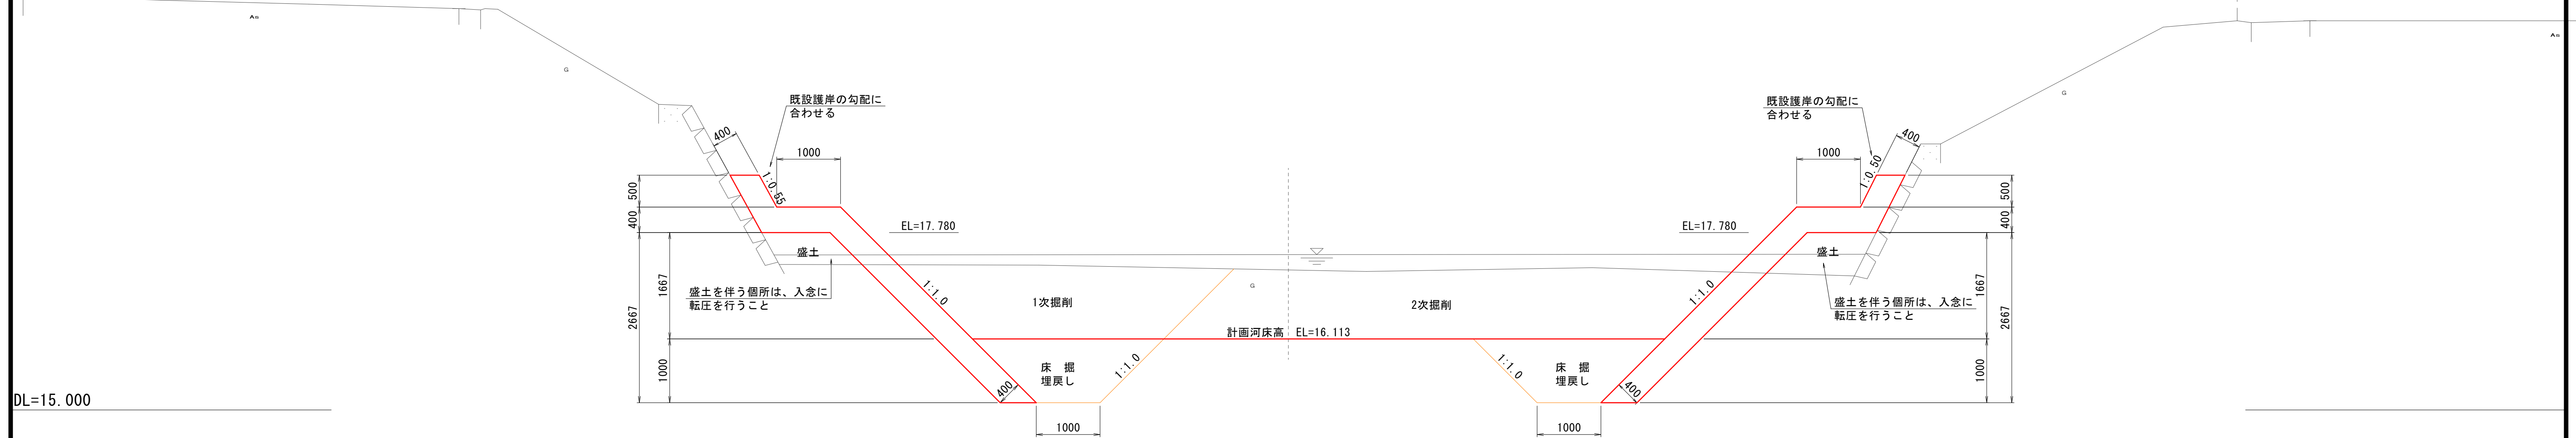 As
As
G
G
既設護岸の勾配に
合わせる
400
1000
1:0.55
500
400
EL=17.780
盛土
1667
2667
盛土を伴う個所は、入念に
転圧を行うこと
1:1.0
1次掘削
1000
床　掘
埋戻し
1:1.0
400
1000
DL=15.000
G
2次掘削
計画河床高　EL=16.113
既設護岸の勾配に
合わせる
400
1000
1:0.50
500
400
EL=17.780
盛土
1667
2667
盛土を伴う個所は、入念に
転圧を行うこと
1:1.0
1:1.0
床　掘
埋戻し
400
1000
1000